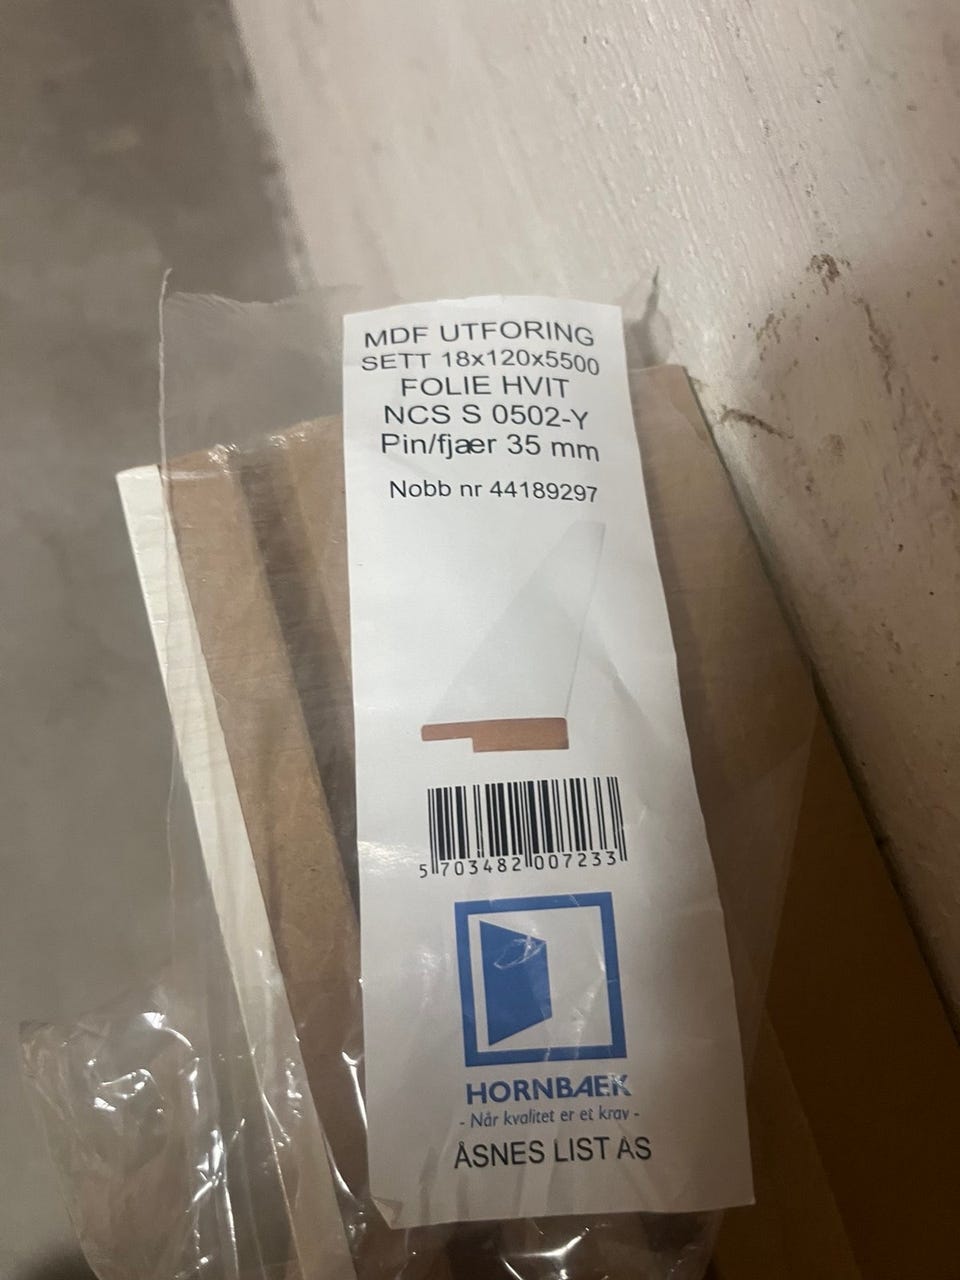 MDF UTFORING
SETT 18x120x5500
FOLIE HVIT
NCS S 0502-Y
Pin/fjær 35 mm
Nobb nr 44189297
5 703482 007233
HORNBAEK
- Når kvalitet er et krav -
ÅSNES LIST AS